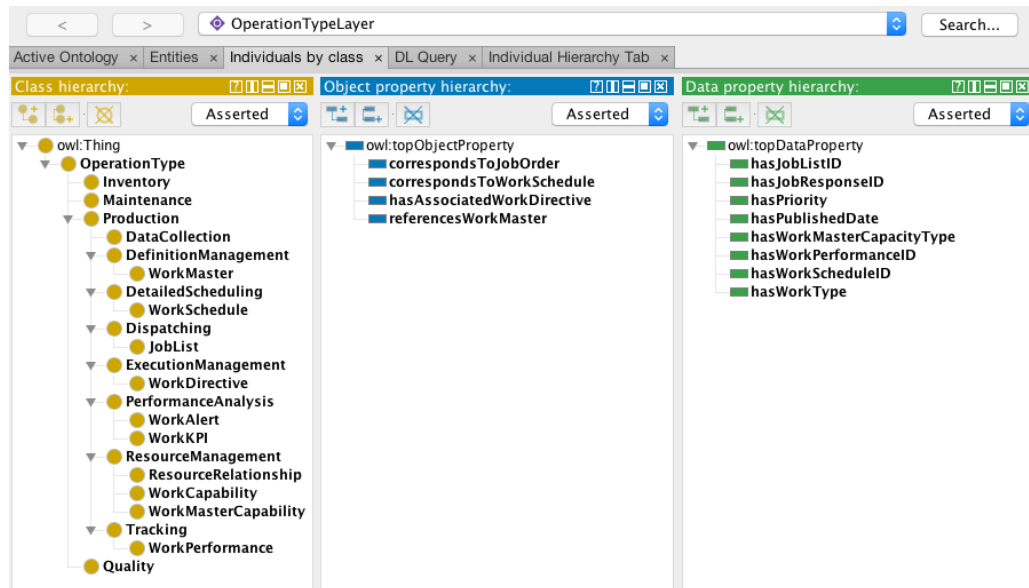 < > OperationTypeLayer Search...
Active Ontology × Entities × Individuals by class × DL Query × Individual Hierarchy Tab ×
Class hierarchy:
Asserted
owl:Thing
OperationType
Inventory
Maintenance
Production
DataCollection
DefinitionManagement
WorkMaster
DetailedScheduling
WorkSchedule
Dispatching
JobList
ExecutionManagement
WorkDirective
PerformanceAnalysis
WorkAlert
WorkKPI
ResourceManagement
ResourceRelationship
WorkCapability
WorkMasterCapability
Tracking
WorkPerformance
Quality
Object property hierarchy:
Asserted
owl:topObjectProperty
correspondsToJobOrder
correspondsToWorkSchedule
hasAssociatedWorkDirective
referencesWorkMaster
Data property hierarchy:
Asserted
owl:topDataProperty
hasJobListID
hasJobResponseID
hasPriority
hasPublishedDate
hasWorkMasterCapacityType
hasWorkPerformanceID
hasWorkScheduleID
hasWorkType